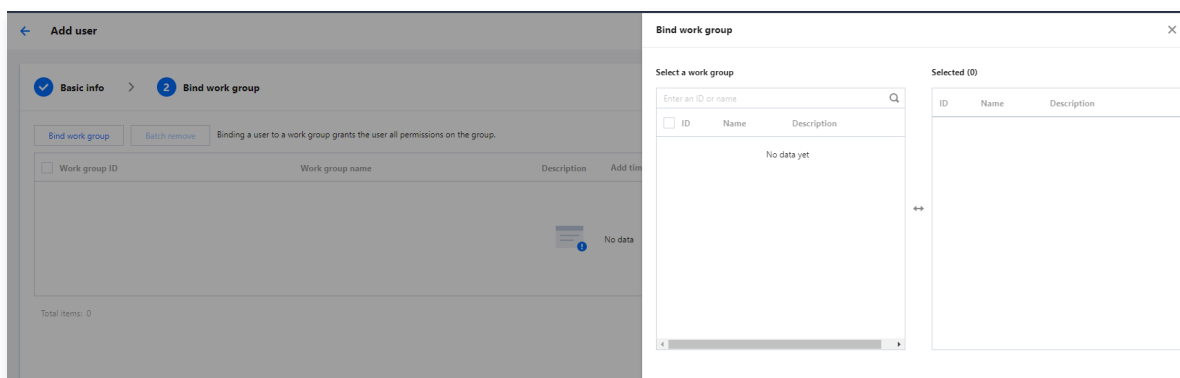 Add user
Basic info
2 Bind work group
Bind work group Batch remove Binding a user to a work group grants the user all permissions on the group.
Work group ID Work group name Description Add tim
No data
Total items: 0
Bind work group
Select a work group
Enter an ID or name
ID Name Description
No data yet
Selected (0)
ID Name Description